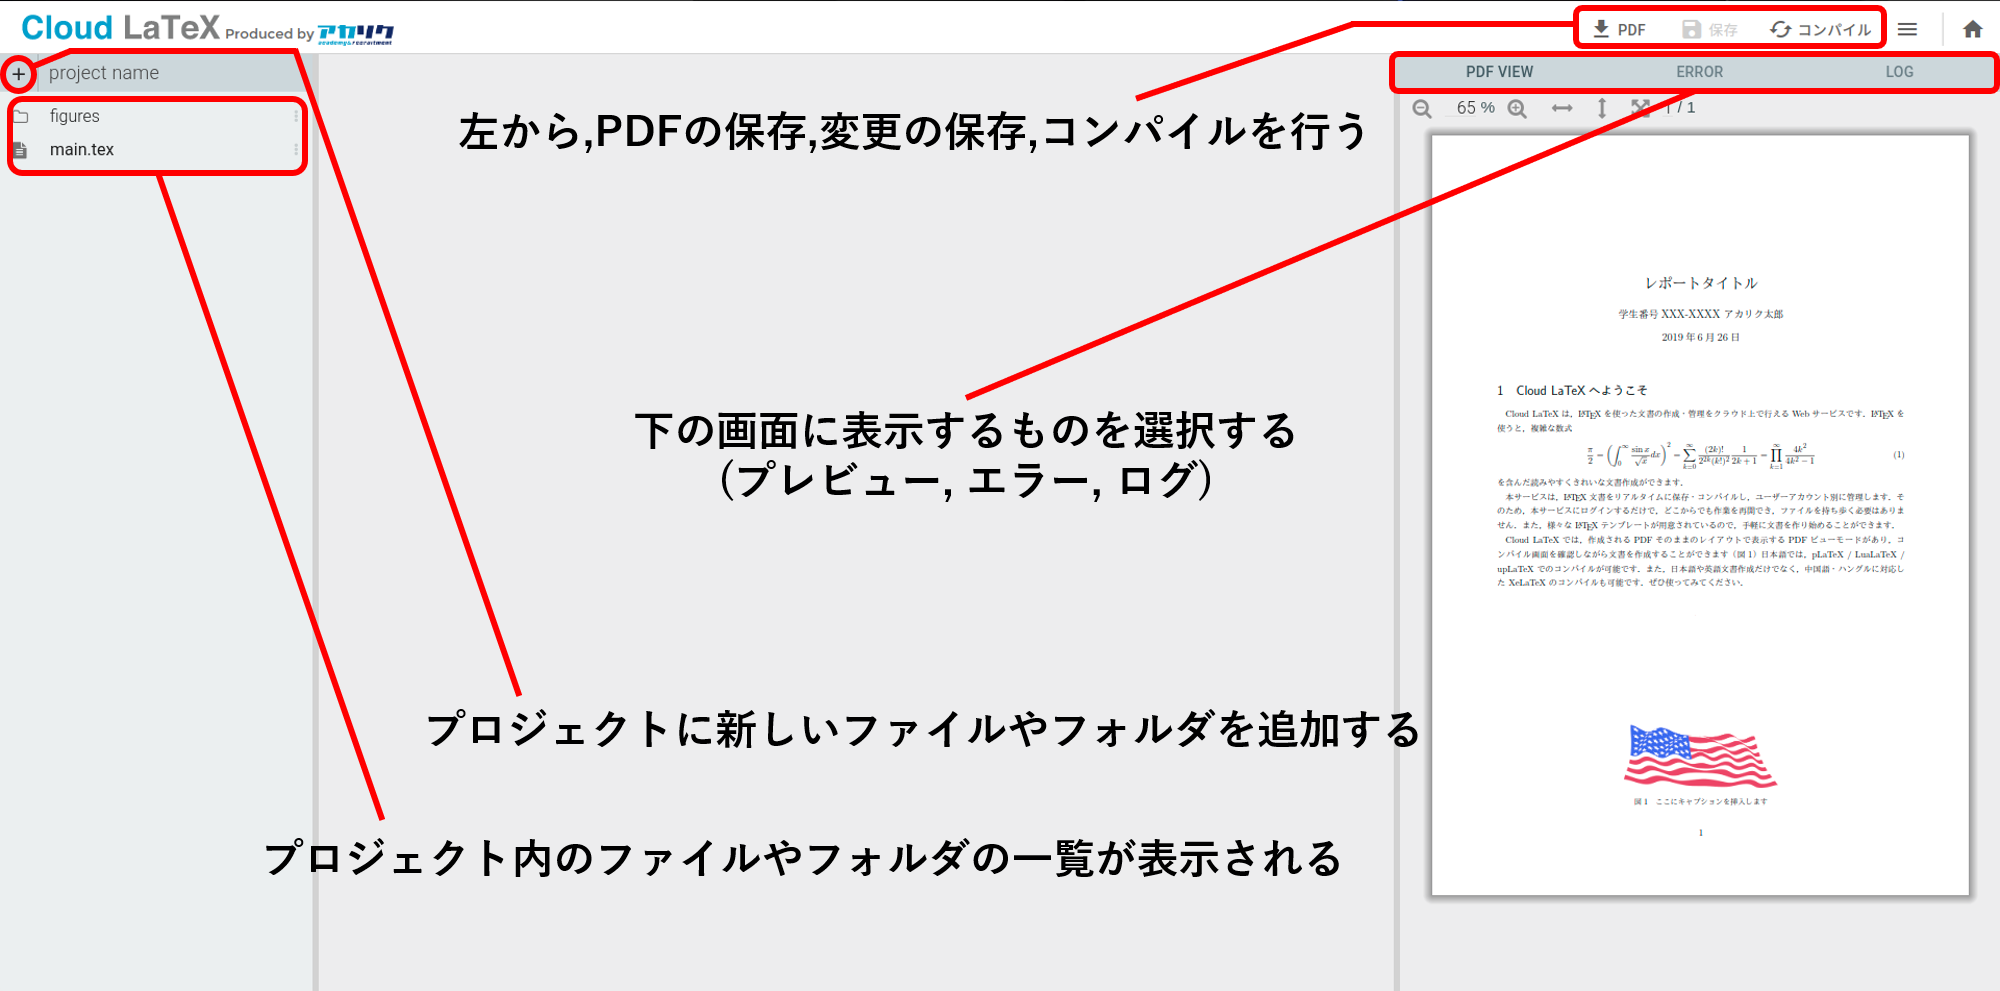 Cloud LaTeX Produced by アカリク
academy&recruitment
PDF 保存 コンパイル
+ project name
PDF VIEW ERROR LOG
figures
main.tex
65 % 1 / 1
左から,PDFの保存,変更の保存,コンパイルを行う
下の画面に表示するものを選択する
(プレビュー, エラー, ログ)
プロジェクトに新しいファイルやフォルダを追加する
プロジェクト内のファイルやフォルダの一覧が表示される
レポートタイトル
学生番号 XXX-XXXX アカリク太郎
2019 年 6 月 26 日
1 Cloud LaTeX へようこそ
Cloud LaTeX は，LATEX を使った文書の作成・管理をクラウド上で行える Web サービスです．LATEX を
使うと，複雑な数式
π/2 = (∫₀^∞ sin x/√x dx)² = ∑_{k=0}^∞ (2k)!/2^{2k}(k!)² 1/2k+1 = ∏_{k=1}^∞ 4k²/4k²−1 (1)
を含んだ読みやすくきれいな文書作成ができます．
本サービスは，LATEX 文書をリアルタイムに保存・コンパイルし，ユーザーアカウント別に管理します．そ
のため，本サービスにログインするだけで，どこからでも作業を再開でき，ファイルを持ち歩く必要はありま
せん．また，様々な LATEX テンプレートが用意されているので，手軽に文書を作り始めることができます．
Cloud LaTeX では，作成される PDF そのままのレイアウトで表示する PDF ビューモードがあり，コ
ンパイル画面を確認しながら文書を作成することができます（図 1）日本語では，pLaTeX / LuaLaTeX /
upLaTeX でのコンパイルが可能です．また，日本語や英語文書作成だけでなく，中国語・ハングルに対応し
た XeLaTeX のコンパイルも可能です．ぜひ使ってみてください．
図 1 ここにキャプションを挿入します
1